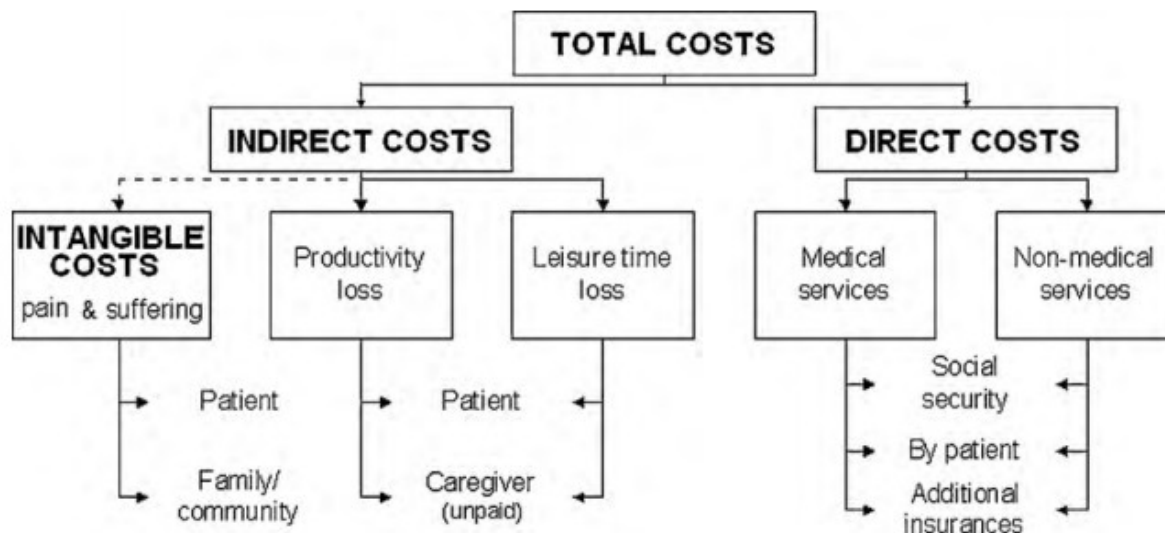 TOTAL COSTS
INDIRECT COSTS
DIRECT COSTS
INTANGIBLE
COSTS
pain & suffering
Productivity
loss
Leisure time
loss
Medical
services
Non-medical
services
Patient
Family/
community
Patient
Caregiver
(unpaid)
Social
security
By patient
Additional
insurances